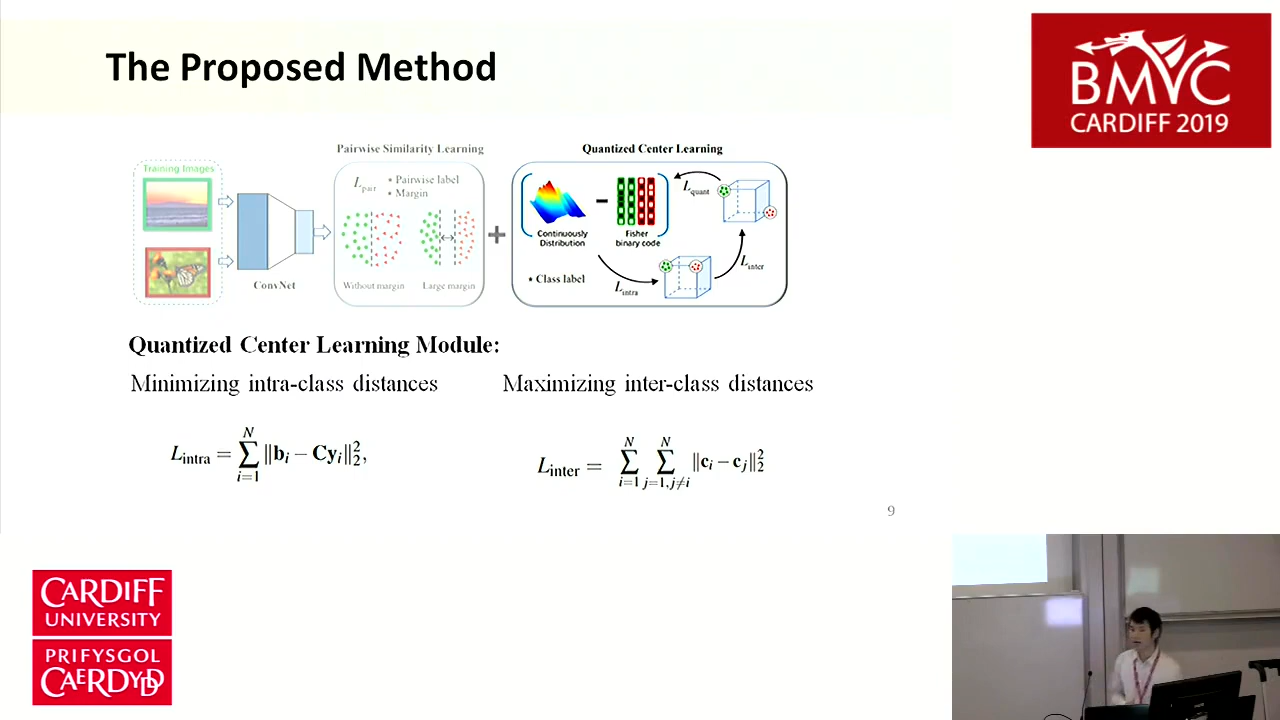 The Proposed Method
BMVC
CARDIFF 2019
Pairwise Similarity Learning
Quantized Center Learning
Training Images
ConvNet
L_pair
* Pairwise label
* Margin
Without margin
Large margin
+
Continuously
Distribution
−
Fisher
binary code
L_quant
L_inter
L_intra
* Class label
Quantized Center Learning Module:
Minimizing intra-class distances
Maximizing inter-class distances
L_intra = ∑_{i=1}^{N} ‖b_i − Cy_i‖_2^2,
L_inter = ∑_{i=1}^{N} ∑_{j=1, j≠i}^{N} ‖c_i − c_j‖_2^2
9
CARDIFF
UNIVERSITY
PRIFYSGOL
CAERDYDD